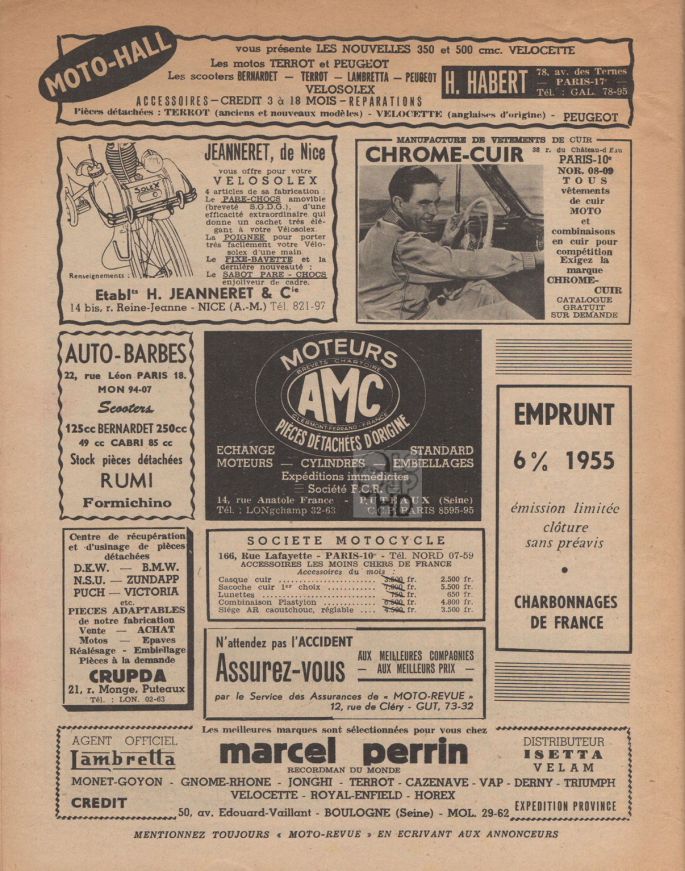 MOTO-HALL
vous présente LES NOUVELLES 350 et 500 cmc. VELOCETTE
Les motos TERROT et PEUGEOT
Les scooters BERNARDET — TERROT — LAMBRETTA — PEUGEOT
VELOSOLEX
ACCESSOIRES — CREDIT 3 à 18 MOIS — REPARATIONS
H. HABERT
78, av. des Ternes
— PARIS-17e —
Tél. : GAL. 78-95
Pièces détachées : TERROT (anciens et nouveaux modèles) - VELOCETTE (anglaises d'origine) - PEUGEOT
SOLEX
Renseignements :
JEANNERET, de Nice
vous offre pour votre
VELOSOLEX
4 articles de sa fabrication :
Le PARE-CHOCS amovible
(breveté S.G.D.G.), d'une
efficacité extraordinaire qui
donne un cachet très élé-
gant à votre Vélosolex.
La POIGNEE pour porter
très facilement votre Vélo-
solex d'une main
Le FIXE-BAVETTE et la
dernière nouveauté :
Le SABOT PARE-CHOCS
enjoliveur de cadre.
Etablts H. JEANNERET & Cie
14 bis, r. Reine-Jeanne - NICE (A.-M.) Tél. 821-97
MANUFACTURE DE VETEMENTS DE CUIR
CHROME-CUIR
28 r. du Château-d'Eau
PARIS-10e
NOR. 08-09
TOUS
vêtements
de cuir
MOTO
et
combinaisons
en cuir pour
compétition
Exigez la
marque
CHROME-
CUIR
CATALOGUE
GRATUIT
SUR DEMANDE
AUTO-BARBES
22, rue Léon PARIS 18.
MON 94-07
Scooters
125cc BERNARDET 250cc
49 cc CABRI 85 cc
Stock pièces détachées
RUMI
Formichino
MOTEURS
BREVETS CHARTOIRE
AMC
CLERMONT-FERRAND - FRANCE
PIÈCES DETACHÉES D'ORIGINE
ECHANGE STANDARD
MOTEURS — CYLINDRES — EMBIELLAGES
Expéditions immédiates
Société F.C.R.
14, rue Anatole France - PUTEAUX (Seine)
Tél. : LONgchamp 32-63 C.C.P. PARIS 8595-95
EMPRUNT
6% 1955
émission limitée
clôture
sans préavis
•
CHARBONNAGES
DE FRANCE
Centre de récupération
et d'usinage de pièces
détachées
D.K.W. — B.M.W.
N.S.U. — ZUNDAPP
PUCH — VICTORIA
etc.
PIECES ADAPTABLES
de notre fabrication
Vente — ACHAT
Motos — Epaves
Réalésage - Embiellage
Pièces à la demande
CRUPDA
21, r. Monge, Puteaux
Tél. : LON. 02-63
SOCIETE MOTOCYCLE
166, Rue Lafayette - PARIS-10e - Tél. NORD 07-59
ACCESSOIRES LES MOINS CHERS DE FRANCE
Accessoires du mois :
Casque cuir ........ 3.500 fr. 2.500 fr.
Sacoche cuir 1er choix ........ fr. 5.500 fr.
Lunettes ........ 750 fr. 650 fr.
Combinaison Plastylon ........ fr. 4.800 fr.
Siège AR caoutchouc, réglable .... 4.500 fr. 3.500 fr.
N'attendez pas l'ACCIDENT
Assurez-vous
AUX MEILLEURES COMPAGNIES
— AUX MEILLEURS PRIX —
par le Service des Assurances de « MOTO-REVUE »
12, rue de Cléry - GUT, 73-32
Les meilleures marques sont sélectionnées pour vous chez
AGENT OFFICIEL
Lambretta
marcel perrin
RECORDMAN DU MONDE
DISTRIBUTEUR
ISETTA
VELAM
MONET-GOYON - GNOME-RHONE - JONGHI - TERROT - CAZENAVE - VAP - DERNY - TRIUMPH
VELOCETTE - ROYAL-ENFIELD - HOREX
CREDIT
50, av. Edouard-Vaillant - BOULOGNE (Seine) - MOL. 29-62
EXPEDITION PROVINCE
MENTIONNEZ TOUJOURS « MOTO-REVUE » EN ECRIVANT AUX ANNONCEURS